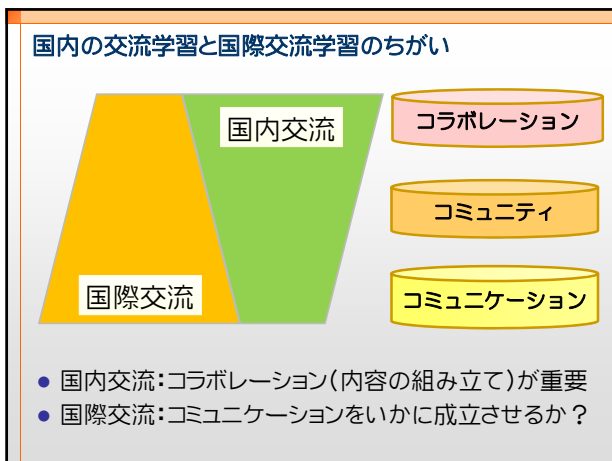 国内の交流学習と国際交流学習のちがい
国内交流
コラボレーション
コミュニティ
国際交流
コミュニケーション
国内交流:コラボレーション(内容の組み立て)が重要
国際交流:コミュニケーションをいかに成立させるか?